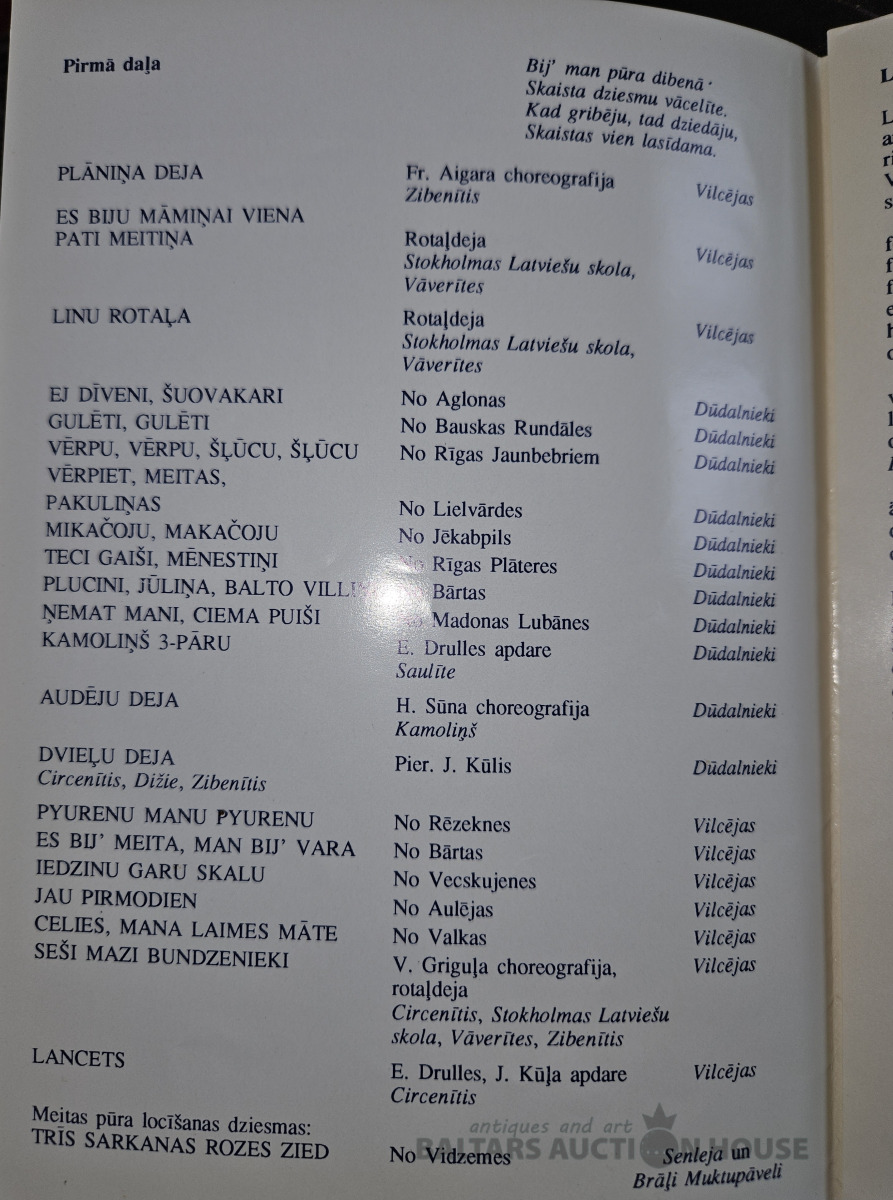 Pirmā daļa
Bij' man pūra dibenā
Skaista dziesmu vācelīte.
Kad gribēju, tad dziedāju,
Skaistas vien lasīdama.
PLĀNIŅA DEJA Fr. Aigara choreografija Vilcējas
Zibenītis
ES BIJU MĀMIŅAI VIENA
PATI MEITIŅA Rotaļdeja Vilcējas
Stokholmas Latviešu skola,
Vāverītes
LINU ROTAĻA Rotaļdeja Vilcējas
Stokholmas Latviešu skola,
Vāverītes
EJ DĪVENI, ŠUOVAKARI No Aglonas Dūdalnieki
GULĒTI, GULĒTI No Bauskas Rundāles Dūdalnieki
VĒRPU, VĒRPU, ŠĻŪCU, ŠĻŪCU No Rīgas Jaunbebriem Dūdalnieki
VĒRPIET, MEITAS,
PAKULIŅAS No Lielvārdes Dūdalnieki
MIKAČOJU, MAKAČOJU No Jēkabpils Dūdalnieki
TECI GAIŠI, MĒNESTIŅI No Rīgas Plāteres Dūdalnieki
PLUCINI, JŪLIŅA, BALTO Bārtas Dūdalnieki
ŅEMAT MANI, CIEMA PUIŠI No Madonas Lubānes Dūdalnieki
KAMOLIŅŠ 3-PĀRU E. Drulles apdare Dūdalnieki
Saulīte
AUDĒJU DEJA H. Sūna choreografija Dūdalnieki
Kamoliņš
DVIEĻU DEJA Pier. J. Kūlis Dūdalnieki
Circenītis, Dižie, Zibenītis
PYURENU MANU PYURENU No Rēzeknes Vilcējas
ES BIJ' MEITA, MAN BIJ' VARA No Bārtas Vilcējas
IEDZINU GARU SKALU No Vecskujenes Vilcējas
JAU PIRMODIEN No Aulējas Vilcējas
CELIES, MANA LAIMES MĀTE No Valkas Vilcējas
SEŠI MAZI BUNDZENIEKI V. Griguļa choreografija, Vilcējas
rotaļdeja
Circenītis, Stokholmas Latviešu
skola, Vāverītes, Zibenītis
LANCETS E. Drulles, J. Kūļa apdare Vilcējas
Circenītis
Meitas pūra locīšanas dziesmas:
TRĪS SARKANAS ROZES ZIED No Vidzemes Senleja un
Brāļi Muktupāveli
antiques and art
BALTARS AUCTION HOUSE